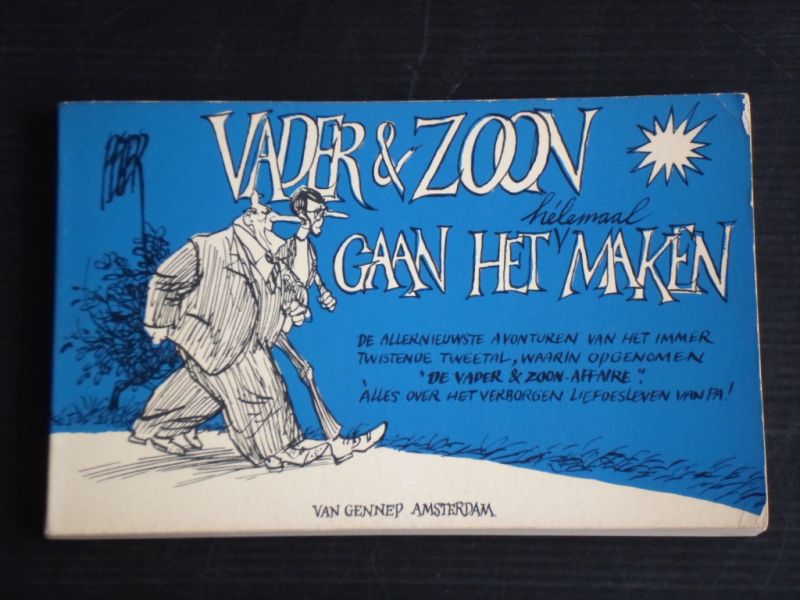 PETER
VADER & ZOON
hélemaal
GAAN HET MAKEN
DE ALLERNIEUWSTE AVONTUREN VAN HET IMMER
TWISTENDE TWEETAL, WAARIN OPGENOMEN
"DE VADER & ZOON-AFFAIRE".
ALLES OVER HET VERBORGEN LIEFDESLEVEN VAN PA!
VAN GENNEP AMSTERDAM